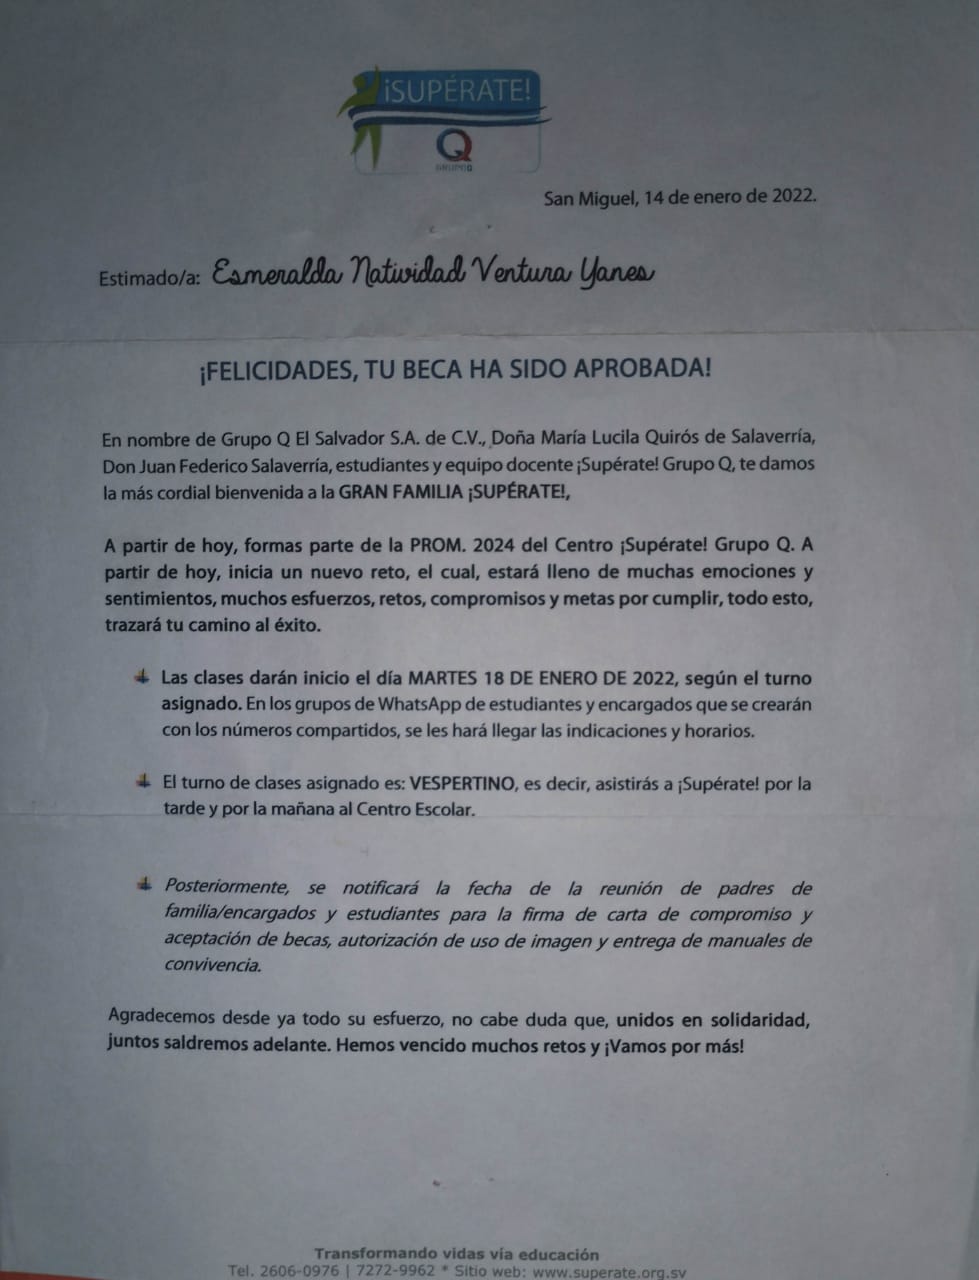 ¡SUPÉRATE!
Q
GRUPO Q
San Miguel, 14 de enero de 2022.
Estimado/a: Esmeralda Natividad Ventura Yanes
¡FELICIDADES, TU BECA HA SIDO APROBADA!
En nombre de Grupo Q El Salvador S.A. de C.V., Doña María Lucila Quirós de Salaverría,
Don Juan Federico Salaverría, estudiantes y equipo docente ¡Supérate! Grupo Q, te damos
la más cordial bienvenida a la GRAN FAMILIA ¡SUPÉRATE!,
A partir de hoy, formas parte de la PROM. 2024 del Centro ¡Supérate! Grupo Q. A
partir de hoy, inicia un nuevo reto, el cual, estará lleno de muchas emociones y
sentimientos, muchos esfuerzos, retos, compromisos y metas por cumplir, todo esto,
trazará tu camino al éxito.
Las clases darán inicio el día MARTES 18 DE ENERO DE 2022, según el turno
asignado. En los grupos de WhatsApp de estudiantes y encargados que se crearán
con los números compartidos, se les hará llegar las indicaciones y horarios.
El turno de clases asignado es: VESPERTINO, es decir, asistirás a ¡Supérate! por la
tarde y por la mañana al Centro Escolar.
Posteriormente, se notificará la fecha de la reunión de padres de
familia/encargados y estudiantes para la firma de carta de compromiso y
aceptación de becas, autorización de uso de imagen y entrega de manuales de
convivencia.
Agradecemos desde ya todo su esfuerzo, no cabe duda que, unidos en solidaridad,
juntos saldremos adelante. Hemos vencido muchos retos y ¡Vamos por más!
Transformando vidas vía educación
Tel. 2606-0976 | 7272-9962 * Sitio web: www.superate.org.sv